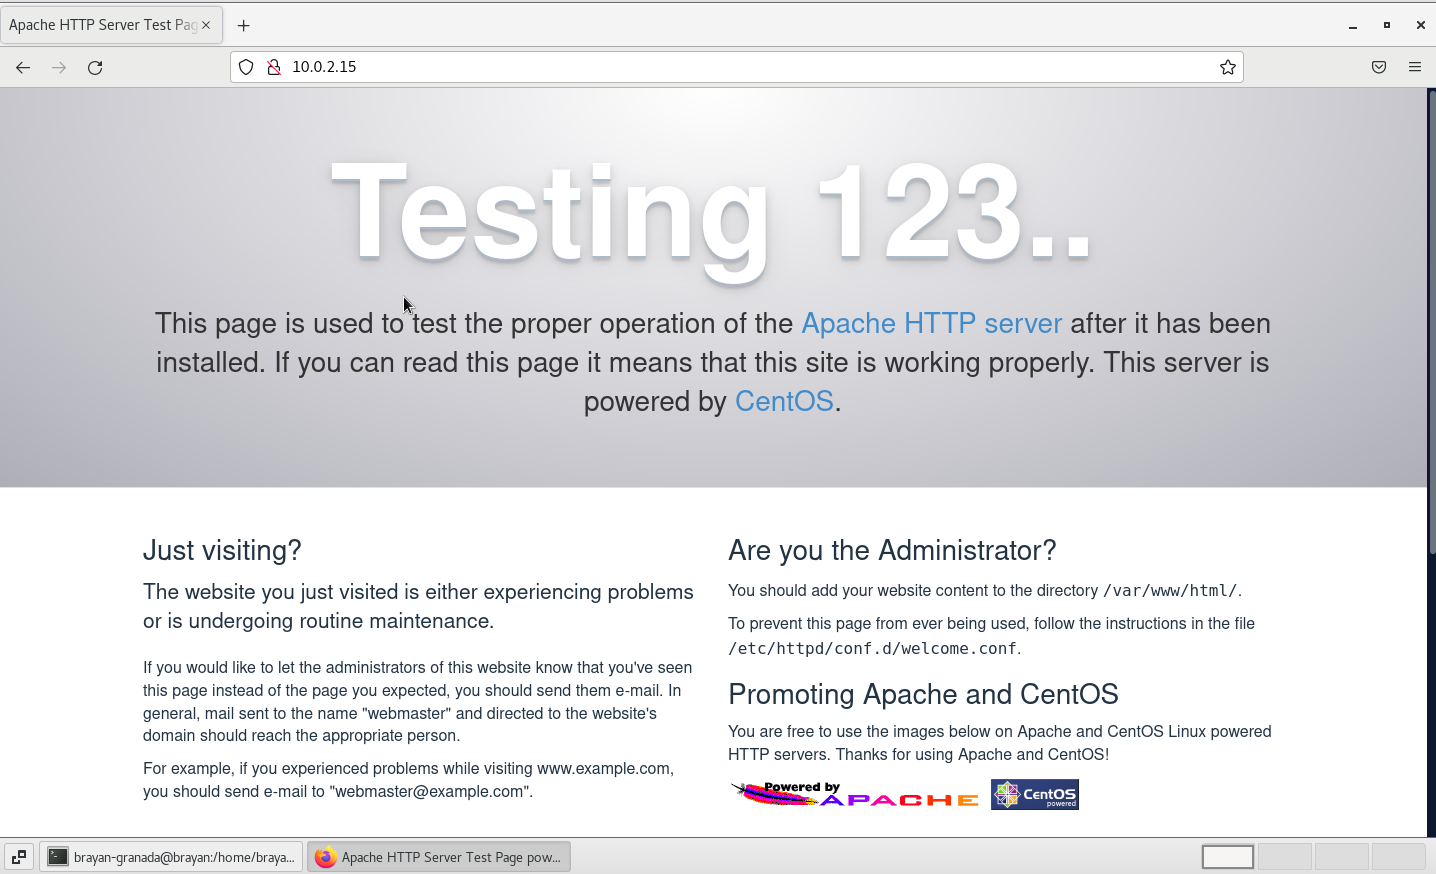 Apache HTTP Server Test Pag
10.0.2.15
Testing 123..
This page is used to test the proper operation of the Apache HTTP server after it has been
installed. If you can read this page it means that this site is working properly. This server is
powered by CentOS.
Just visiting?
The website you just visited is either experiencing problems
or is undergoing routine maintenance.
If you would like to let the administrators of this website know that you've seen
this page instead of the page you expected, you should send them e-mail. In
general, mail sent to the name "webmaster" and directed to the website's
domain should reach the appropriate person.
For example, if you experienced problems while visiting www.example.com,
you should send e-mail to "webmaster@example.com".
Are you the Administrator?
You should add your website content to the directory /var/www/html/.
To prevent this page from ever being used, follow the instructions in the file
/etc/httpd/conf.d/welcome.conf.
Promoting Apache and CentOS
You are free to use the images below on Apache and CentOS Linux powered
HTTP servers. Thanks for using Apache and CentOS!
Powered by
APACHE
CentOS
powered
brayan-granada@brayan:/home/braya...
Apache HTTP Server Test Page pow...